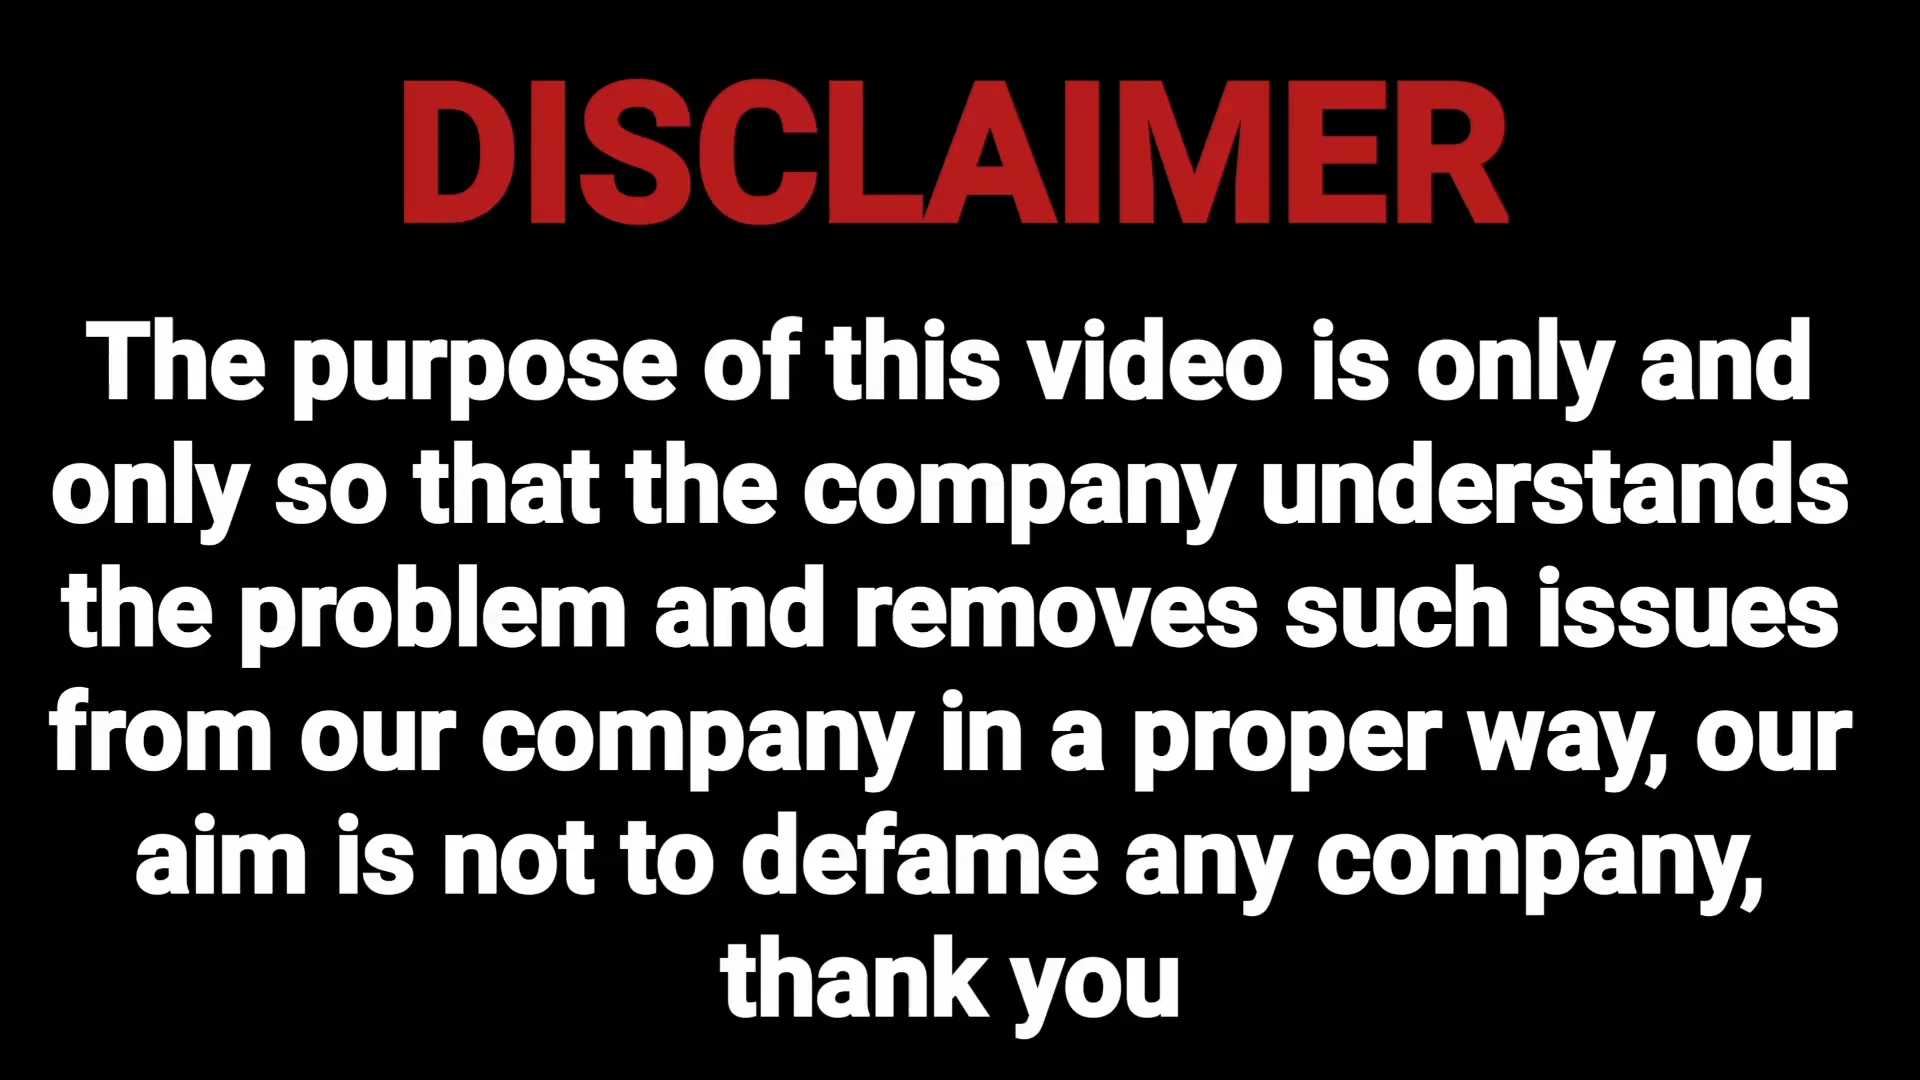 DISCLAIMER
The purpose of this video is only and
only so that the company understands
the problem and removes such issues
from our company in a proper way, our
aim is not to defame any company,
thank you